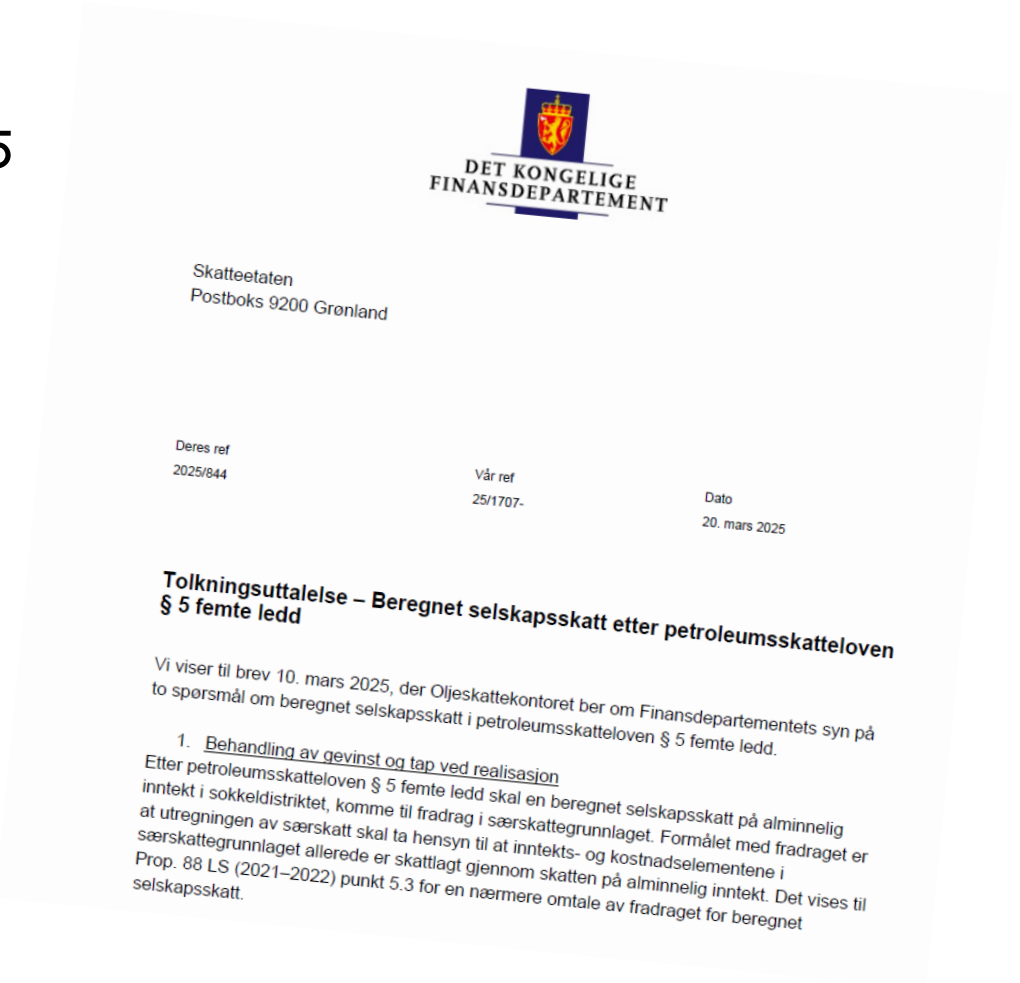 5
DET KONGELIGE
FINANSDEPARTEMENT
Skatteetaten
Postboks 9200 Grønland
Deres ref
2025/844
Vår ref
25/1707-
Dato
20. mars 2025
Tolkningsuttalelse – Beregnet selskapsskatt etter petroleumsskatteloven
§ 5 femte ledd
Vi viser til brev 10. mars 2025, der Oljeskattekontoret ber om Finansdepartementets syn på
to spørsmål om beregnet selskapsskatt i petroleumsskatteloven § 5 femte ledd.
1. Behandling av gevinst og tap ved realisasjon
Etter petroleumsskatteloven § 5 femte ledd skal en beregnet selskapsskatt på alminnelig
inntekt i sokkeldistriktet, komme til fradrag i særskattegrunnlaget. Formålet med fradraget er
at utregningen av særskatt skal ta hensyn til at inntekts- og kostnadselementene i
særskattegrunnlaget allerede er skattlagt gjennom skatten på alminnelig inntekt. Det vises til
Prop. 88 LS (2021–2022) punkt 5.3 for en nærmere omtale av fradraget for beregnet
selskapsskatt.